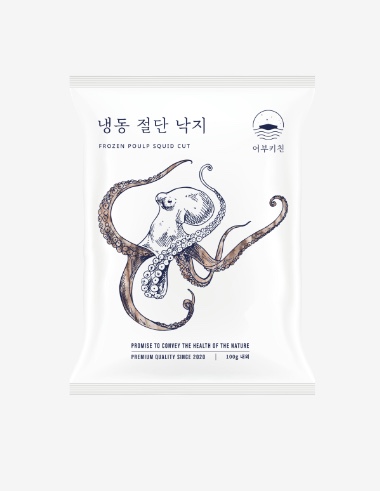 냉동 절단 낙지
FROZEN POULP SQUID CUT
어부키친
PROMISE TO CONVEY THE HEALTH OF THE NATURE
PREMIUM QUALITY SINCE 2020 | 100g 내외